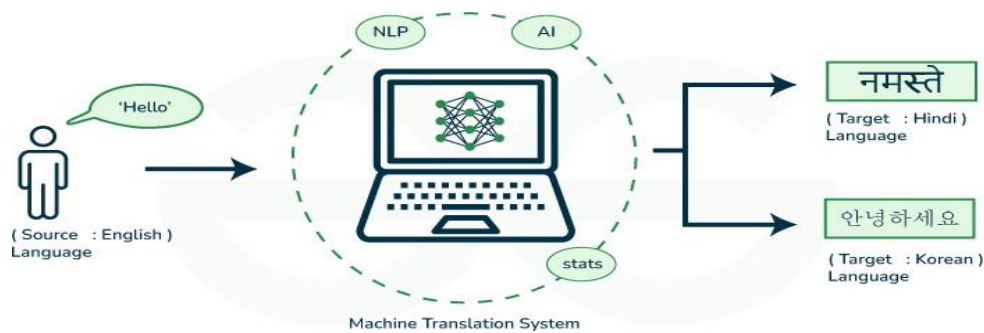 NLP
AI
'Hello'
( Source : English )
Language
stats
Machine Translation System
नमस्ते
( Target : Hindi )
Language
안녕하세요
( Target : Korean )
Language